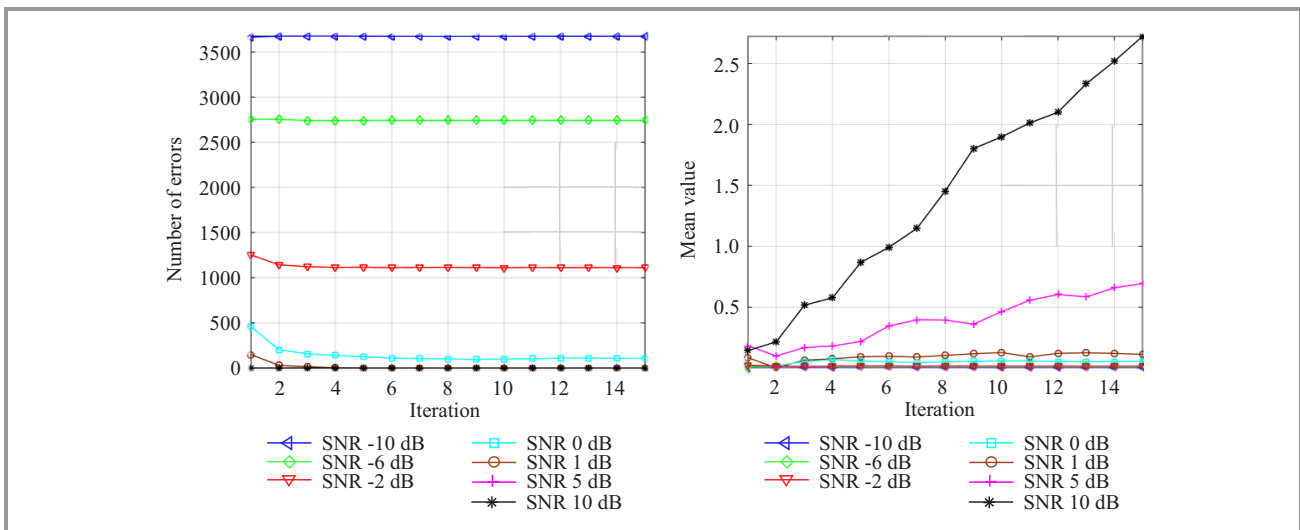 Number of errors
3500
3000
2500
2000
1500
1000
500
0
2 4 6 8 10 12 14
Iteration
SNR -10 dB
SNR -6 dB
SNR -2 dB
SNR 0 dB
SNR 1 dB
SNR 5 dB
SNR 10 dB
Mean value
2.5
2.0
1.5
1.0
0.5
2 4 6 8 10 12 14
Iteration
SNR -10 dB
SNR -6 dB
SNR -2 dB
SNR 0 dB
SNR 1 dB
SNR 5 dB
SNR 10 dB